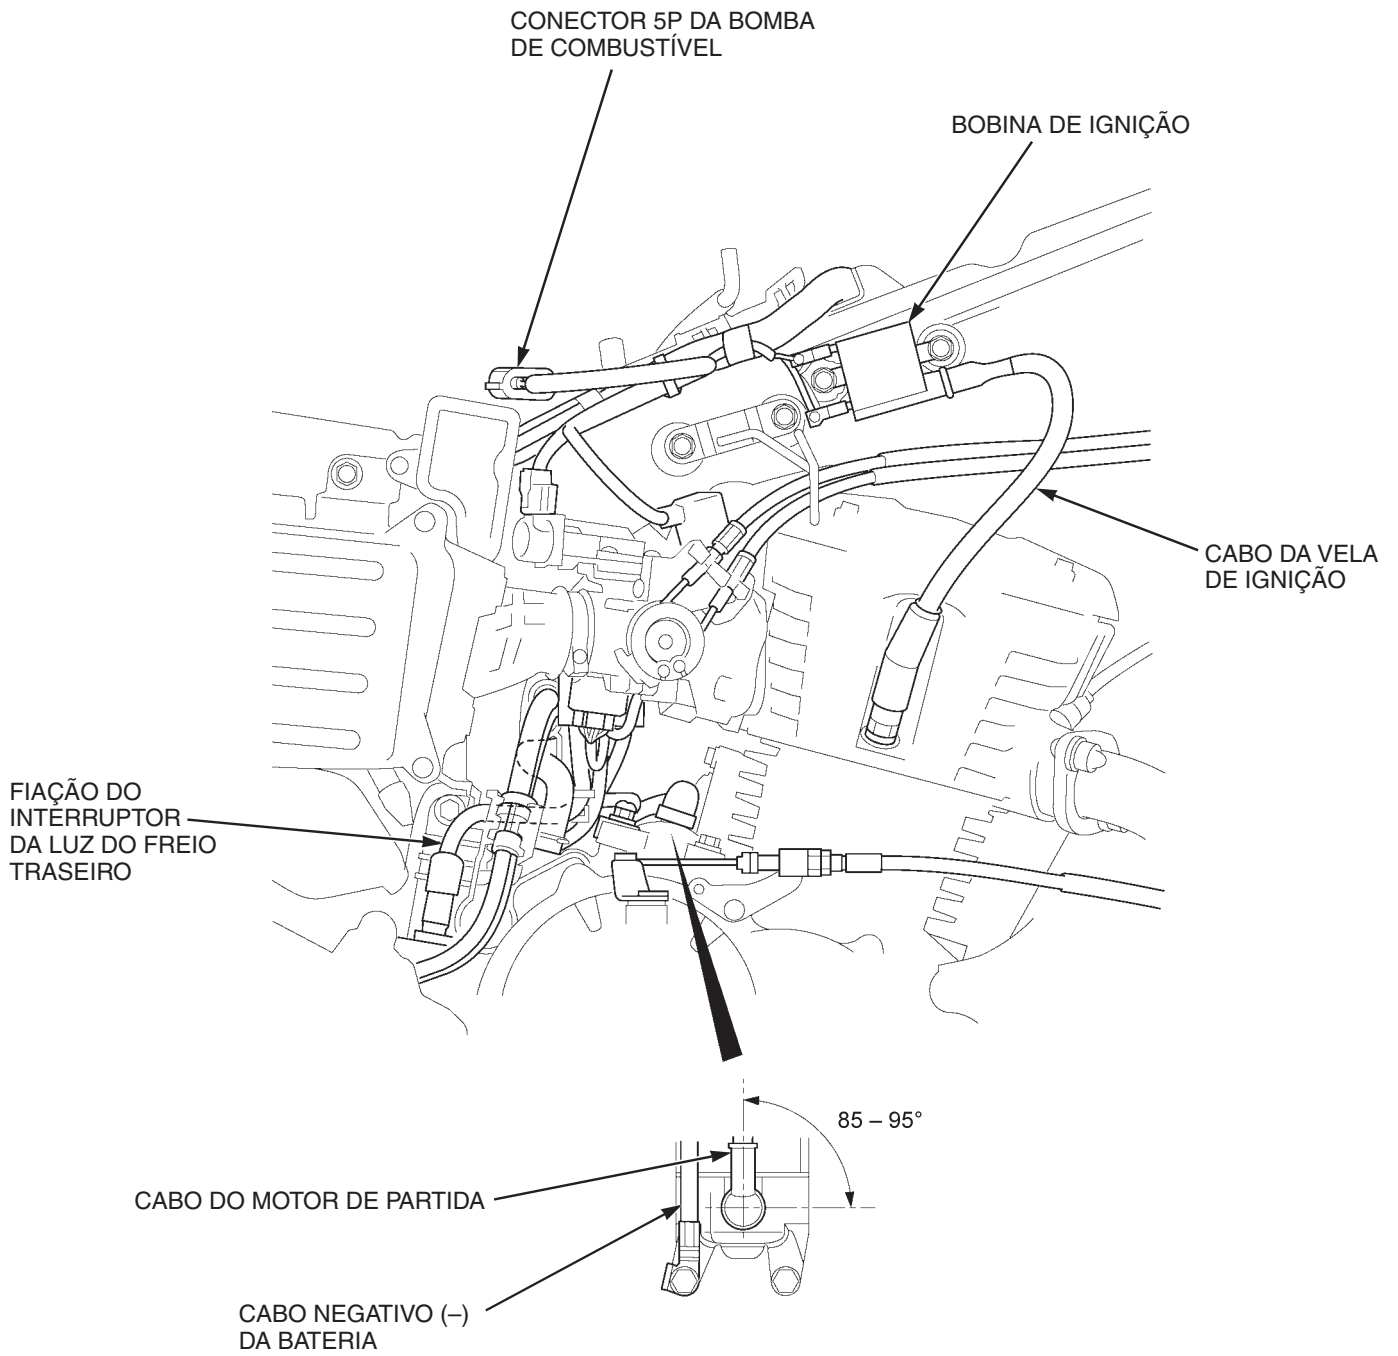 CONECTOR 5P DA BOMBA
DE COMBUSTÍVEL
BOBINA DE IGNIÇÃO
CABO DA VELA
DE IGNIÇÃO
FIAÇÃO DO
INTERRUPTOR
DA LUZ DO FREIO
TRASEIRO
85 – 95°
CABO DO MOTOR DE PARTIDA
CABO NEGATIVO (–)
DA BATERIA